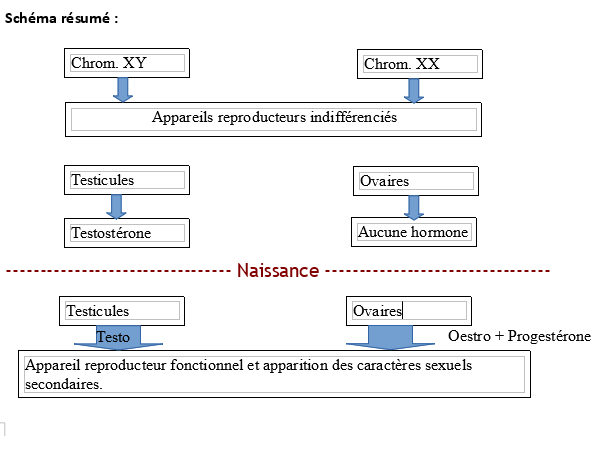 Schéma résumé :
Chrom. XY
Chrom. XX
Appareils reproducteurs indifférenciés
Testicules
Ovaires
Testostérone
Aucune hormone
Naissance
Testicules
Ovaires
Testo
Oestro + Progestérone
Appareil reproducteur fonctionnel et apparition des caractères sexuels
secondaires.